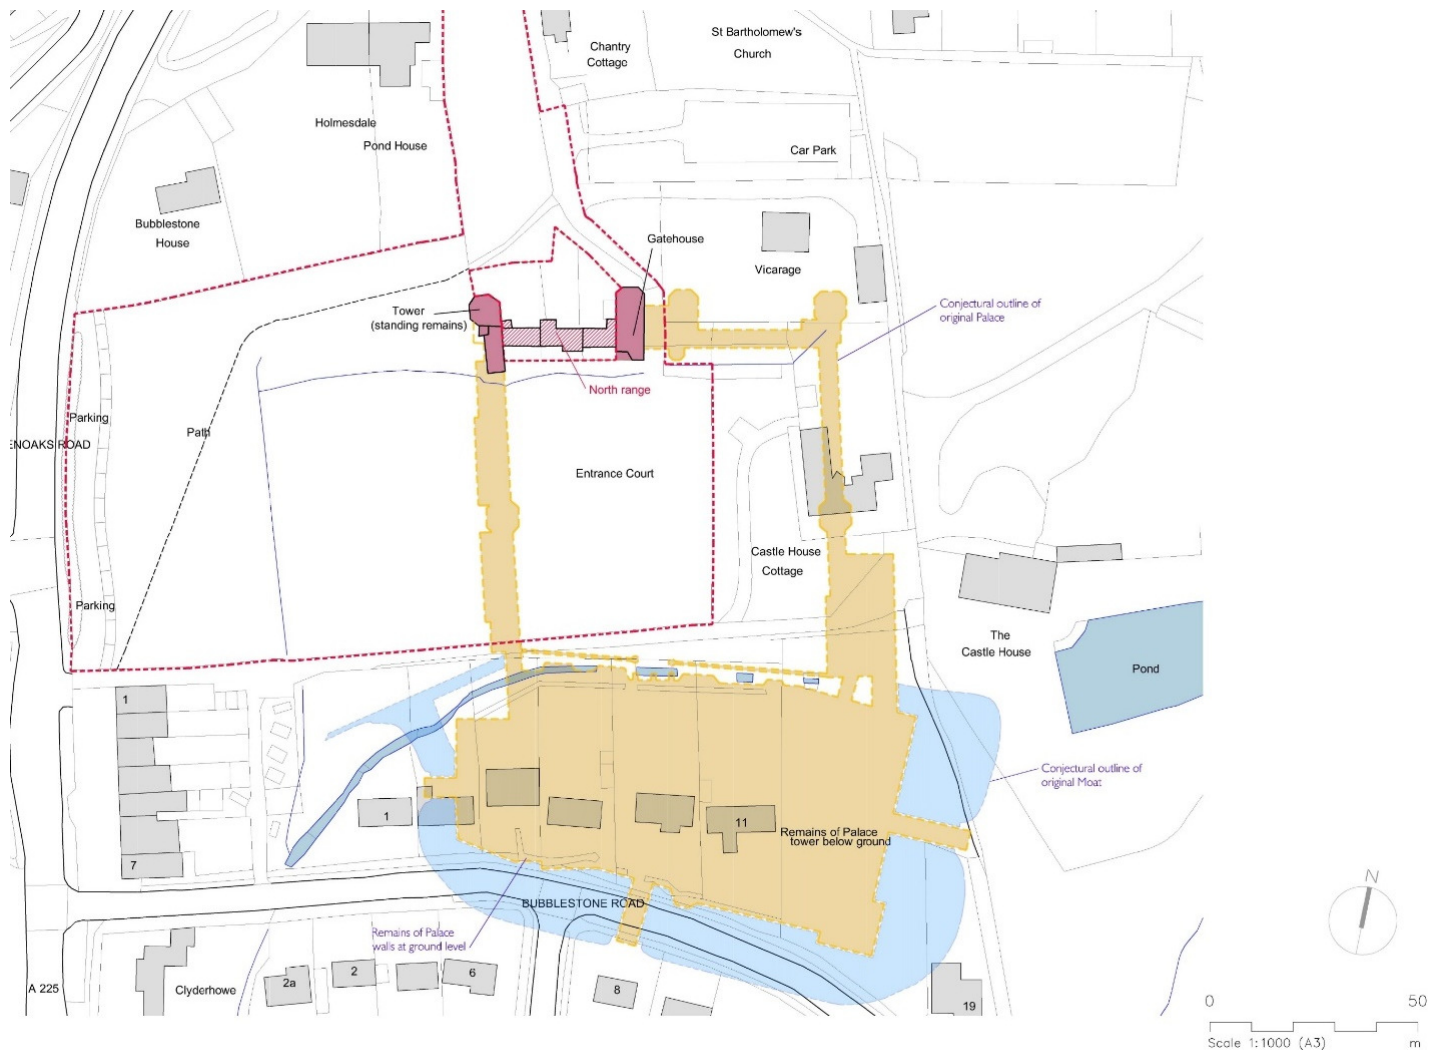 St Bartholomew's
Church
Chantry
Cottage
Holmesdale
Pond House
Car Park
Bubblestone
House
Gatehouse
Vicarage
Tower
(standing remains)
Conjectural outline of
original Palace
North range
Parking
Path
ENOAKS ROAD
Entrance Court
Castle House
Cottage
Parking
The
Castle House
Pond
1
Conjectural outline of
original Moat
1
11
Remains of Palace
tower below ground
7
BUBBLESTONE ROAD
Remains of Palace
walls at ground level
N
2
6
2a
8
A 225
Clyderhowe
19
0
50
Scale 1:1000 (A3)
m